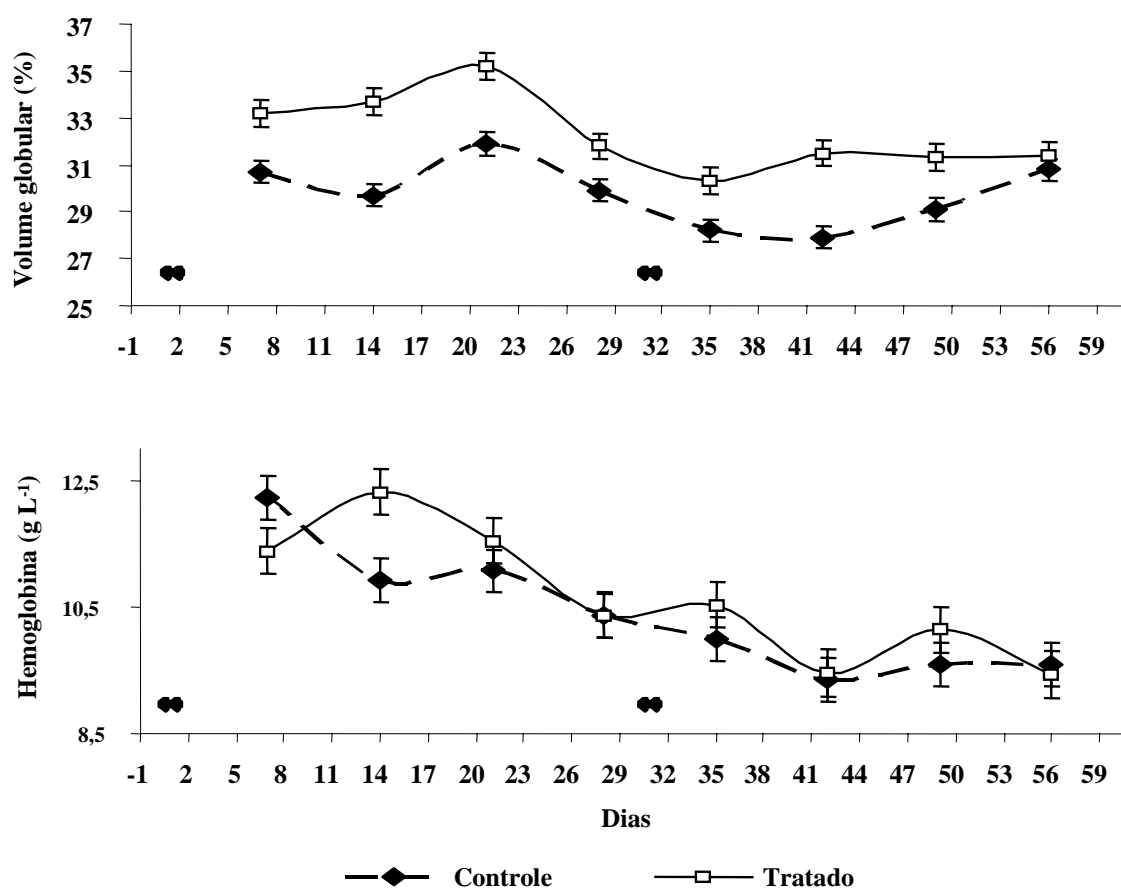 Volume globular (%)
37
35
33
31
29
27
25
-1 2 5 8 11 14 17 20 23 26 29 32 35 38 41 44 47 50 53 56 59
Hemoglobina (g L⁻¹)
12,5
10,5
8,5
-1 2 5 8 11 14 17 20 23 26 29 32 35 38 41 44 47 50 53 56 59
Dias
Controle Tratado